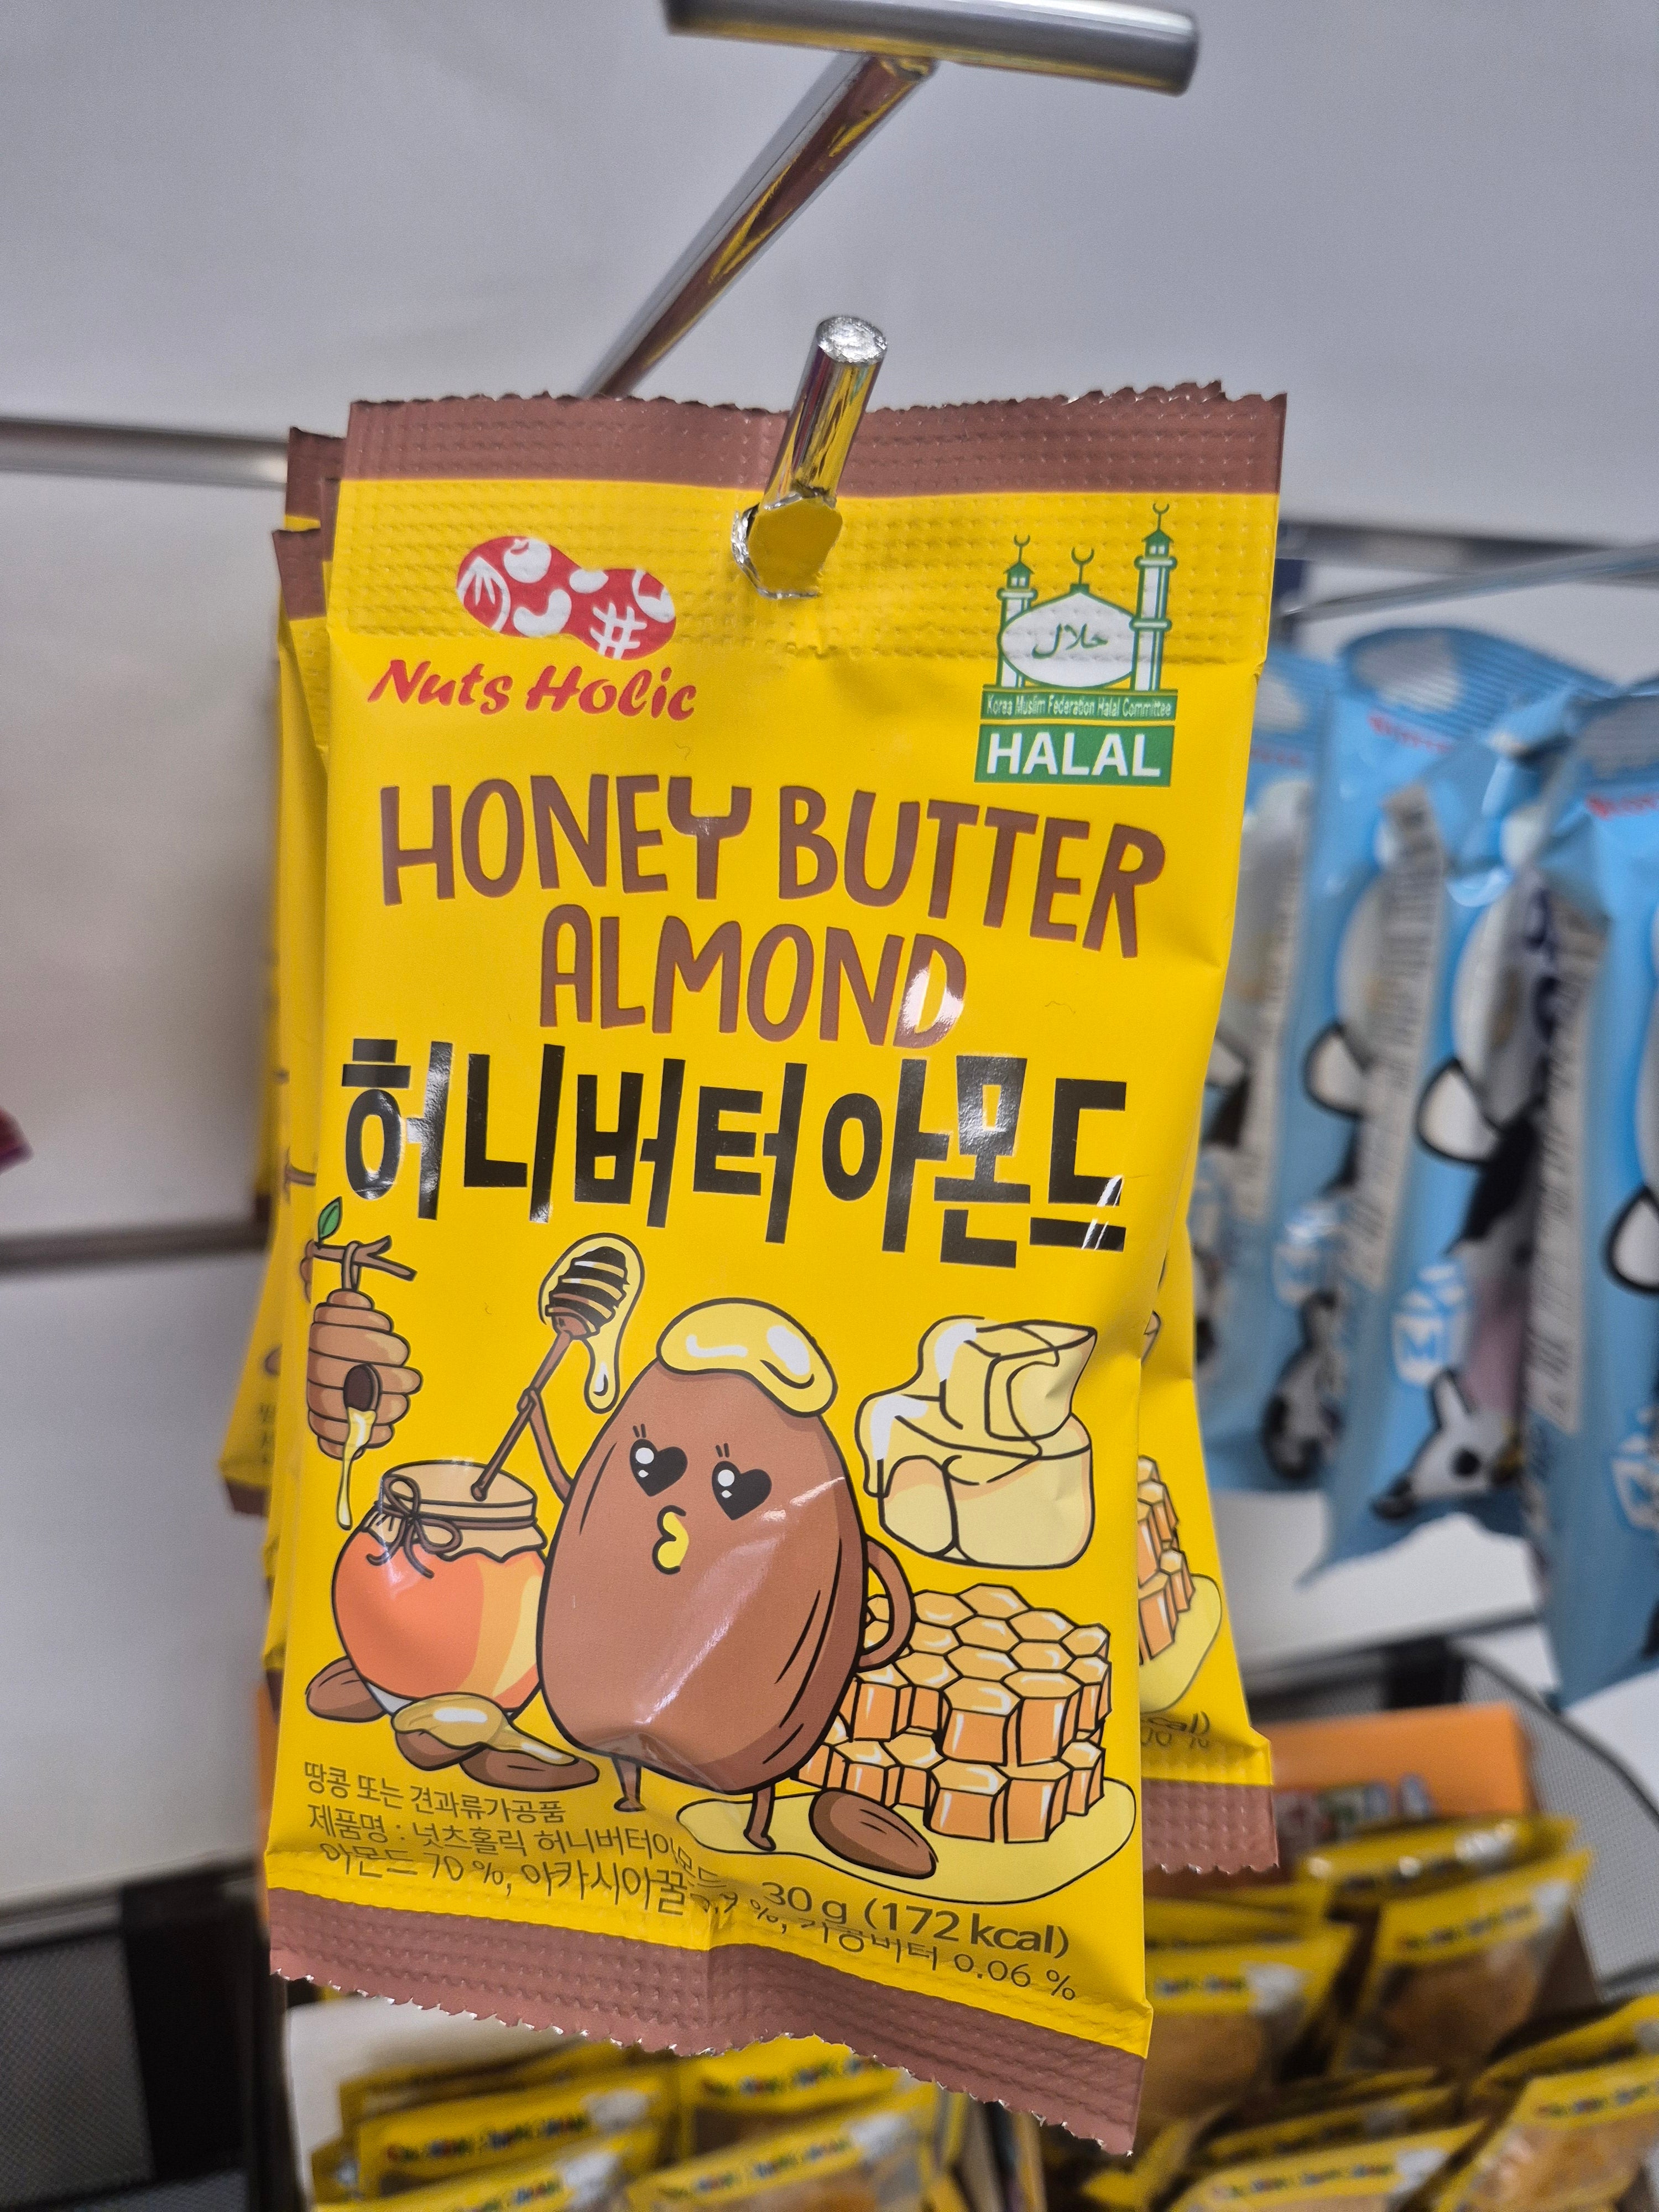 Nuts Holic
حلال
Korea Muslim Federation Halal Committee
HALAL
HONEY BUTTER
ALMOND
허니버터아몬드
땅콩 또는 견과류가공품
제품명 : 넛츠홀릭 허니버터아몬드
30 g (172 kcal)
아몬드 70 %, 아카시아꿀 %, 가공버터 0.06 %